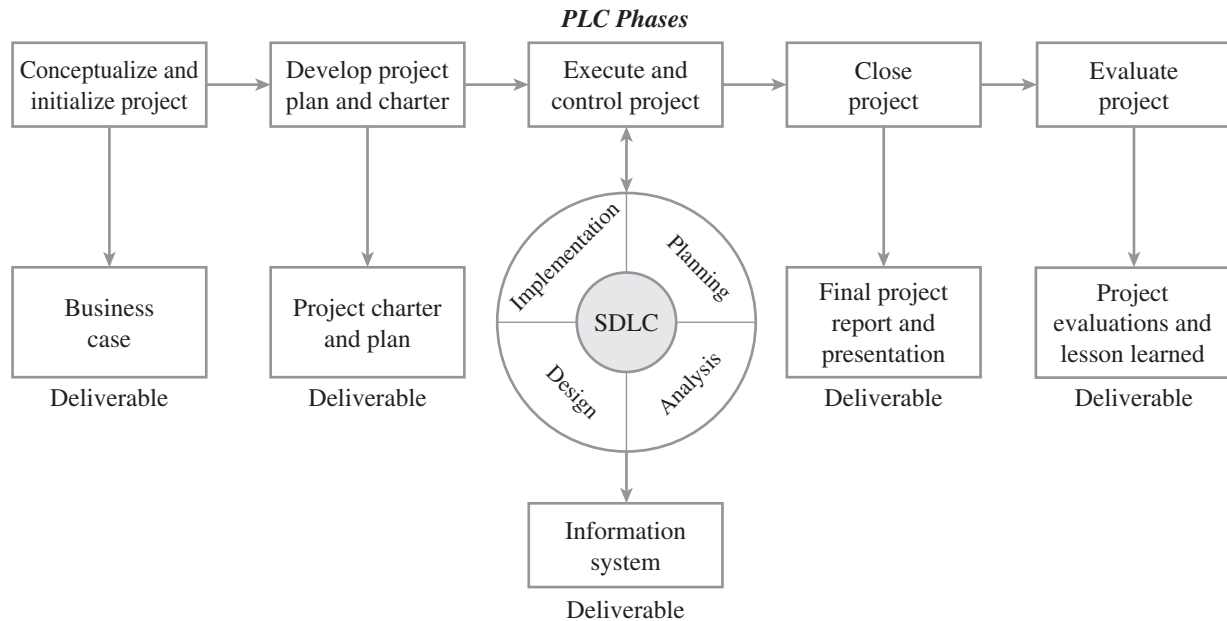 PLC Phases
Conceptualize and
initialize project
Develop project
plan and charter
Execute and
control project
Close
project
Evaluate
project
Implementation
Planning
SDLC
Design
Analysis
Business
case
Deliverable
Project charter
and plan
Deliverable
Final project
report and
presentation
Deliverable
Project
evaluations and
lesson learned
Deliverable
Information
system
Deliverable